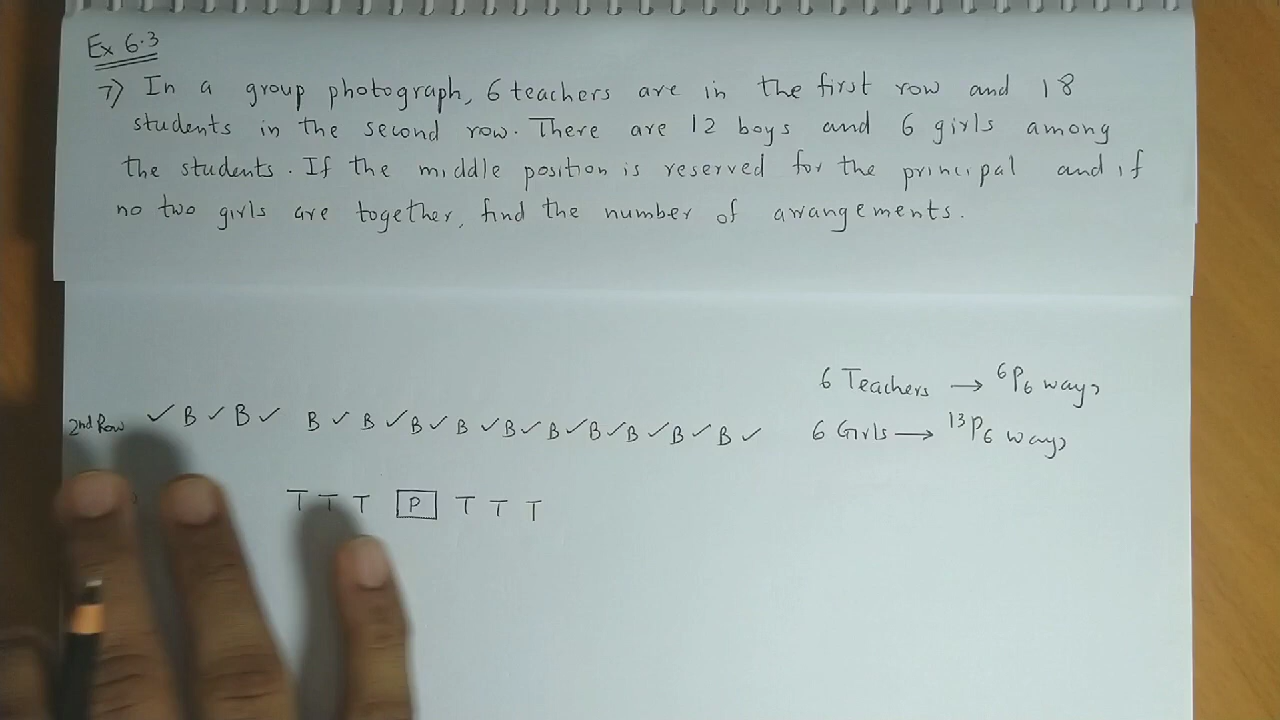 Ex 6.3
7) In a group photograph, 6 teachers are in the first row and 18
students in the second row. There are 12 boys and 6 girls among
the students. If the middle position is reserved for the principal and if
no two girls are together, find the number of arrangements.
6 Teachers → ⁶P₆ ways
2nd Row ✓ B ✓ B ✓ B ✓ B ✓ B ✓ B ✓ B ✓ B ✓ B ✓ B ✓ B ✓ 6 Girls → ¹³P₆ ways
T T T P T T T